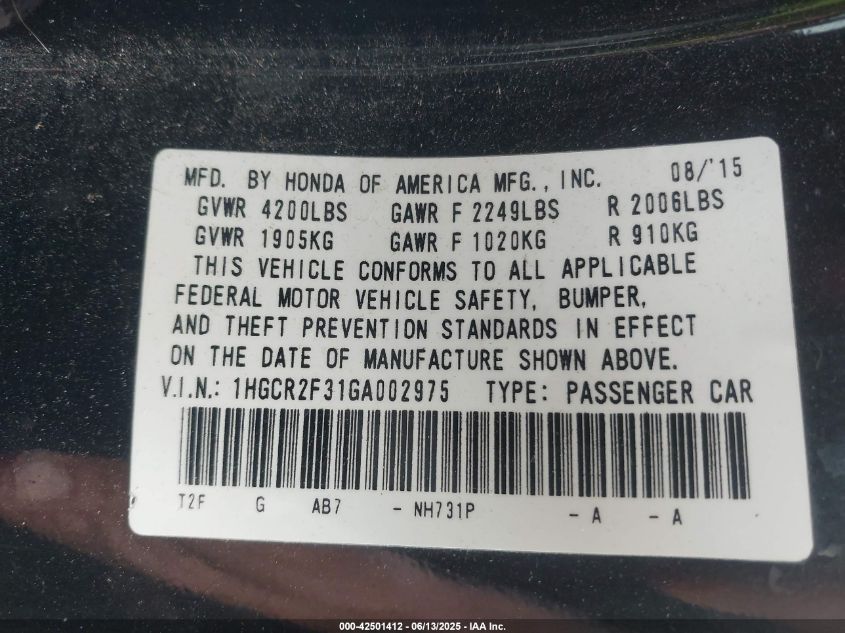 MFD. BY HONDA OF AMERICA MFG., INC. 08/'15
GVWR 4200LBS GAWR F 2249LBS R 2006LBS
GVWR 1905KG GAWR F 1020KG R 910KG
THIS VEHICLE CONFORMS TO ALL APPLICABLE
FEDERAL MOTOR VEHICLE SAFETY, BUMPER,
AND THEFT PREVENTION STANDARDS IN EFFECT
ON THE DATE OF MANUFACTURE SHOWN ABOVE.
V.I.N.: 1HGCR2F31GA002975 TYPE: PASSENGER CAR
T2F G AB7 - NH731P - A - A
000-42501412 - 06/13/2025 - IAA Inc.